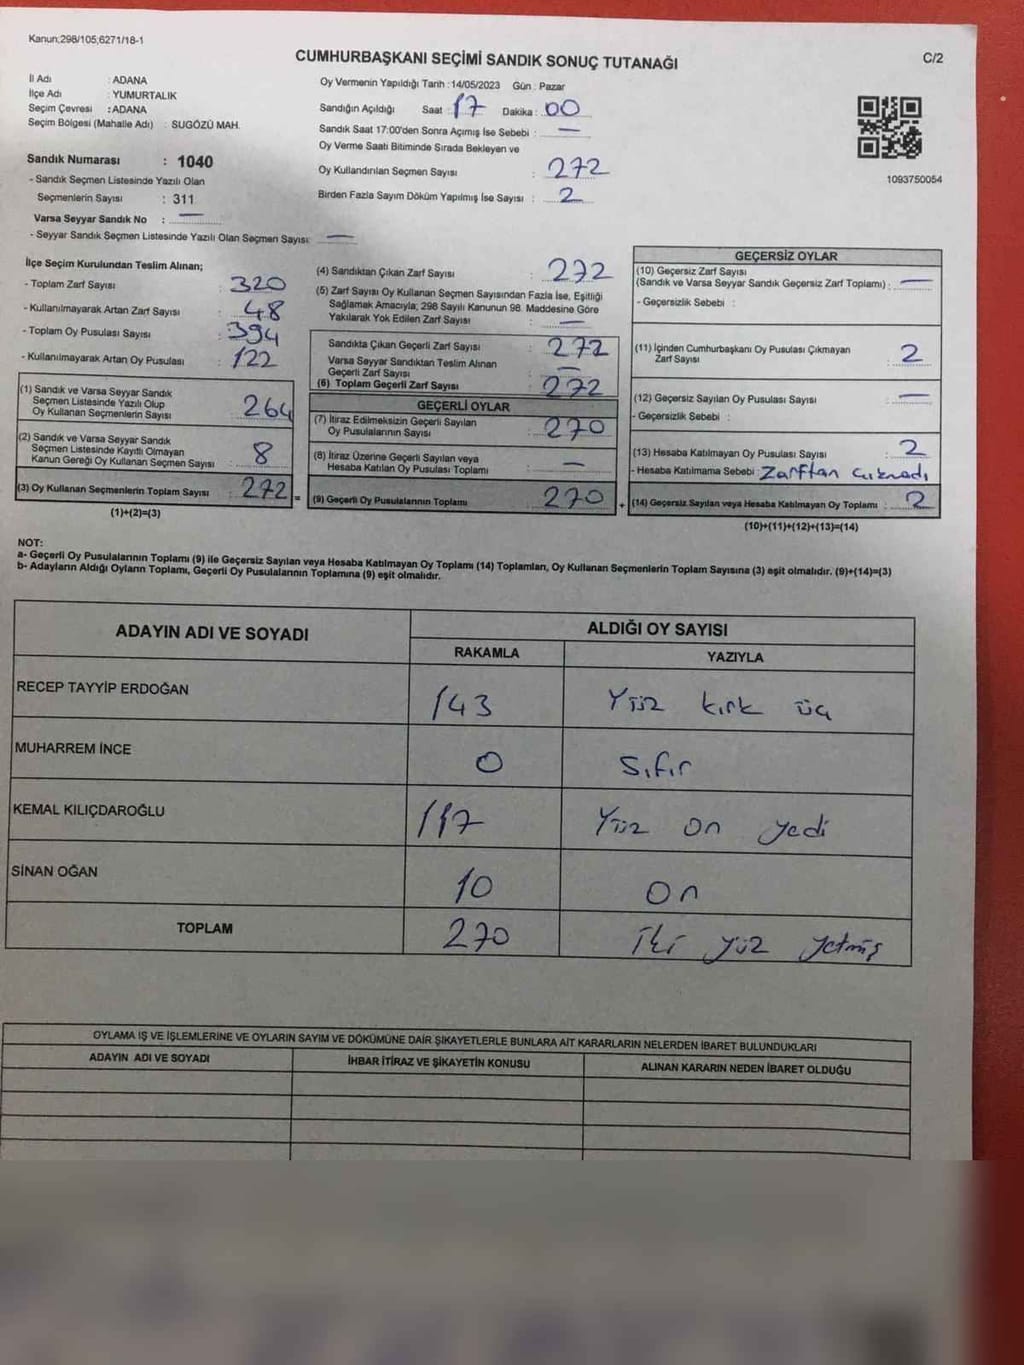 Kanun;298/105;6271/18-1
CUMHURBAŞKANI SEÇİMİ SANDIK SONUÇ TUTANAĞI
C/2
İl Adı : ADANA
İlçe Adı : YUMURTALIK
Seçim Çevresi : ADANA
Seçim Bölgesi (Mahalle Adı) : SUGÖZÜ MAH.
Sandık Numarası : 1040
- Sandık Seçmen Listesinde Yazılı Olan
Seçmenlerin Sayısı : 311
Varsa Seyyar Sandık No : —
- Seyyar Sandık Seçmen Listesinde Yazılı Olan Seçmen Sayısı: —
Oy Vermenin Yapıldığı Tarih : 14/05/2023 Gün : Pazar
Sandığın Açıldığı Saat : 17 Dakika : 00
Sandık Saat 17:00'den Sonra Açımış İse Sebebi : —
Oy Verme Saati Bitiminde Sırada Bekleyen ve
Oy Kullandırılan Seçmen Sayısı : 272
Birden Fazla Sayım Döküm Yapılmış İse Sayısı : 2
1093750054
İlçe Seçim Kurulundan Teslim Alınan;
- Toplam Zarf Sayısı : 320
- Kullanılmayarak Artan Zarf Sayısı : 48
- Toplam Oy Pusulası Sayısı : 394
- Kullanılmayarak Artan Oy Pusulası : 122
(1) Sandık ve Varsa Seyyar Sandık
Seçmen Listesinde Yazılı Olup
Oy Kullanan Seçmenlerin Sayısı : 264
(2) Sandık ve Varsa Seyyar Sandık
Seçmen Listesinde Kayıtlı Olmayan
Kanun Gereği Oy Kullanan Seçmen Sayısı : 8
(3) Oy Kullanan Seçmenlerin Toplam Sayısı : 272 =
(1)+(2)=(3)
(4) Sandıktan Çıkan Zarf Sayısı : 272
(5) Zarf Sayısı Oy Kullanan Seçmen Sayısından Fazla İse, Eşitliği
Sağlamak Amacıyla; 298 Sayılı Kanunun 98. Maddesine Göre
Yakılarak Yok Edilen Zarf Sayısı : —
Sandıkta Çıkan Geçerli Zarf Sayısı : 272
Varsa Seyyar Sandıktan Teslim Alınan
Geçerli Zarf Sayısı : —
(6) Toplam Geçerli Zarf Sayısı : 272
GEÇERLİ OYLAR
(7) İtiraz Edilmeksizin Geçerli Sayılan
Oy Pusulalarının Sayısı : 270
(8) İtiraz Üzerine Geçerli Sayılan veya
Hesaba Katılan Oy Pusulası Toplamı : —
(9) Geçerli Oy Pusulalarının Toplamı : 270 +
GEÇERSİZ OYLAR
(10) Geçersiz Zarf Sayısı
(Sandık ve Varsa Seyyar Sandık Geçersiz Zarf Toplamı) : —
- Geçersizlik Sebebi :
(11) İçinden Cumhurbaşkanı Oy Pusulası Çıkmayan
Zarf Sayısı : 2
(12) Geçersiz Sayılan Oy Pusulası Sayısı : —
- Geçersizlik Sebebi :
(13) Hesaba Katılmayan Oy Pusulası Sayısı : 2
- Hesaba Katılmama Sebebi : Zarftan çıkmadı
(14) Geçersiz Sayılan veya Hesaba Katılmayan Oy Toplamı : 2
(10)+(11)+(12)+(13)=(14)
NOT:
a- Geçerli Oy Pusulalarının Toplamı (9) ile Geçersiz Sayılan veya Hesaba Katılmayan Oy Toplamı (14) Toplamları, Oy Kullanan Seçmenlerin Toplam Sayısına (3) eşit olmalıdır. (9)+(14)=(3)
b- Adayların Aldığı Oyların Toplamı, Geçerli Oy Pusulalarının Toplamına (9) eşit olmalıdır.
ADAYIN ADI VE SOYADI ALDIĞI OY SAYISI
RAKAMLA YAZIYLA
RECEP TAYYİP ERDOĞAN 143 Yüz kırk üç
MUHARREM İNCE 0 Sıfır
KEMAL KILIÇDAROĞLU 117 Yüz on yedi
SİNAN OĞAN 10 On
TOPLAM 270 İki yüz yetmiş
OYLAMA İŞ VE İŞLEMLERİNE VE OYLARIN SAYIM VE DÖKÜMÜNE DAİR ŞİKAYETLERLE BUNLARA AİT KARARLARIN NELERDEN İBARET BULUNDUKLARI
ADAYIN ADI VE SOYADI İHBAR İTİRAZ VE ŞİKAYETİN KONUSU ALINAN KARARIN NEDEN İBARET OLDUĞU